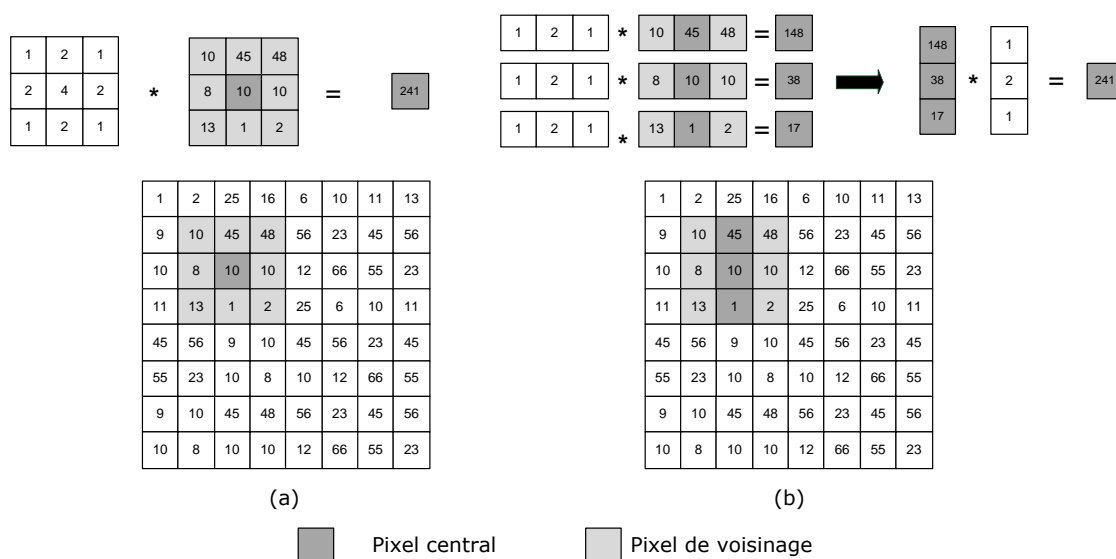 1 2 1
2 4 2
1 2 1
*
10 45 48
8 10 10
13 1 2
=
241
1 2 1 * 10 45 48 = 148
1 2 1 * 8 10 10 = 38
1 2 1 * 13 1 2 = 17
148
38
17
*
1
2
1
=
241
1 2 25 16 6 10 11 13
9 10 45 48 56 23 45 56
10 8 10 10 12 66 55 23
11 13 1 2 25 6 10 11
45 56 9 10 45 56 23 45
55 23 10 8 10 12 66 55
9 10 45 48 56 23 45 56
10 8 10 10 12 66 55 23
(a)
1 2 25 16 6 10 11 13
9 10 45 48 56 23 45 56
10 8 10 10 12 66 55 23
11 13 1 2 25 6 10 11
45 56 9 10 45 56 23 45
55 23 10 8 10 12 66 55
9 10 45 48 56 23 45 56
10 8 10 10 12 66 55 23
(b)
Pixel central
Pixel de voisinage